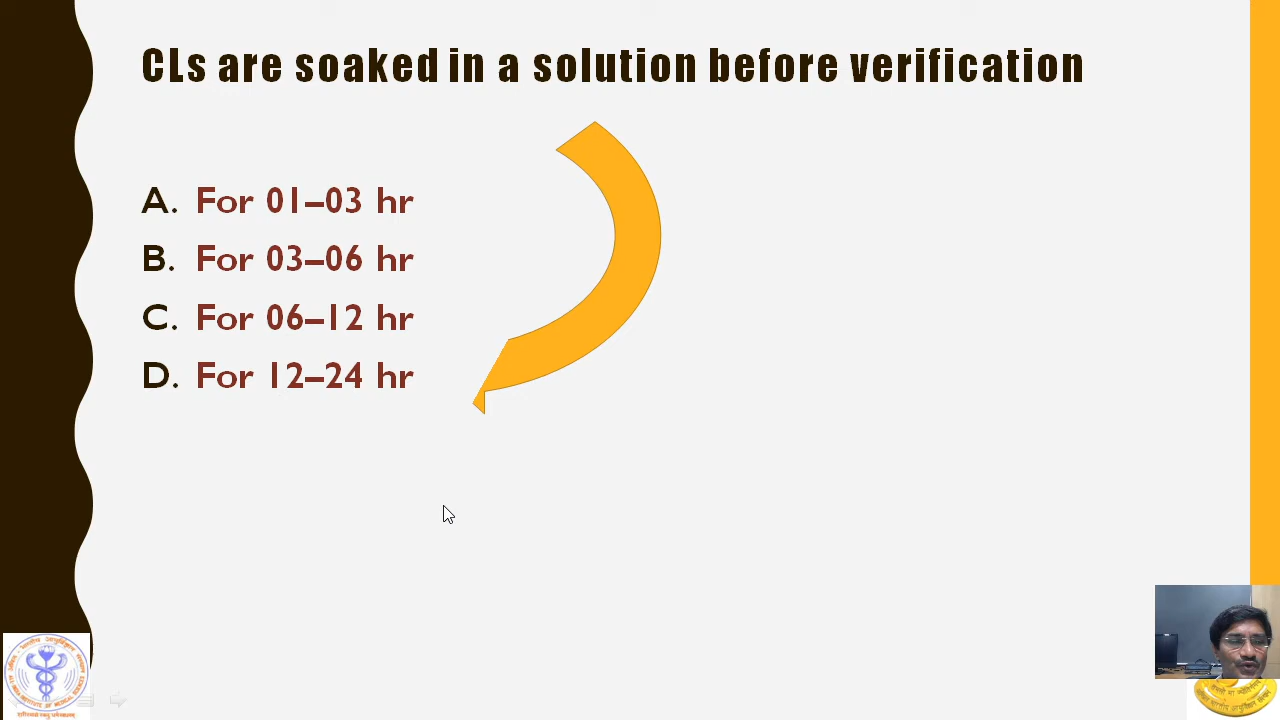 CLs are soaked in a solution before verification
A. For 01–03 hr
B. For 03–06 hr
C. For 06–12 hr
D. For 12–24 hr